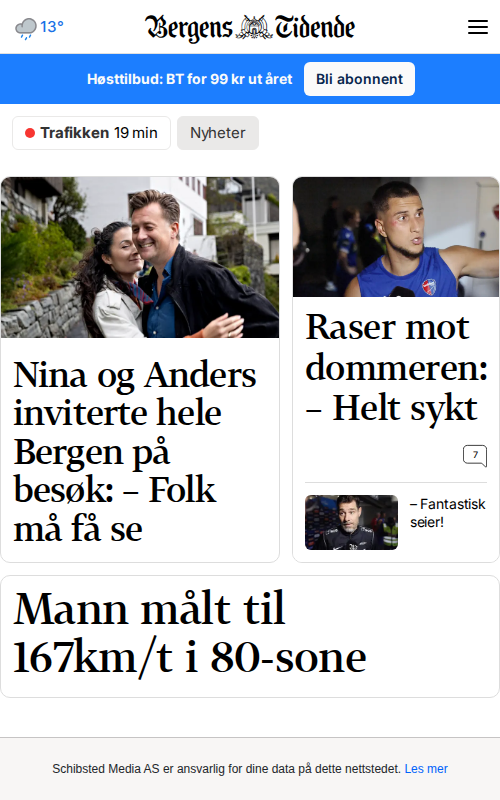 13°
Bergens Tidende
Høsttilbud: BT for 99 kr ut året
Bli abonnent
Trafikken 19 min
Nyheter
Nina og Anders
inviterte hele
Bergen på
besøk: – Folk
må få se
Raser mot
dommeren:
– Helt sykt
7
– Fantastisk
seier!
Mann målt til
167km/t i 80-sone
Schibsted Media AS er ansvarlig for dine data på dette nettstedet. Les mer